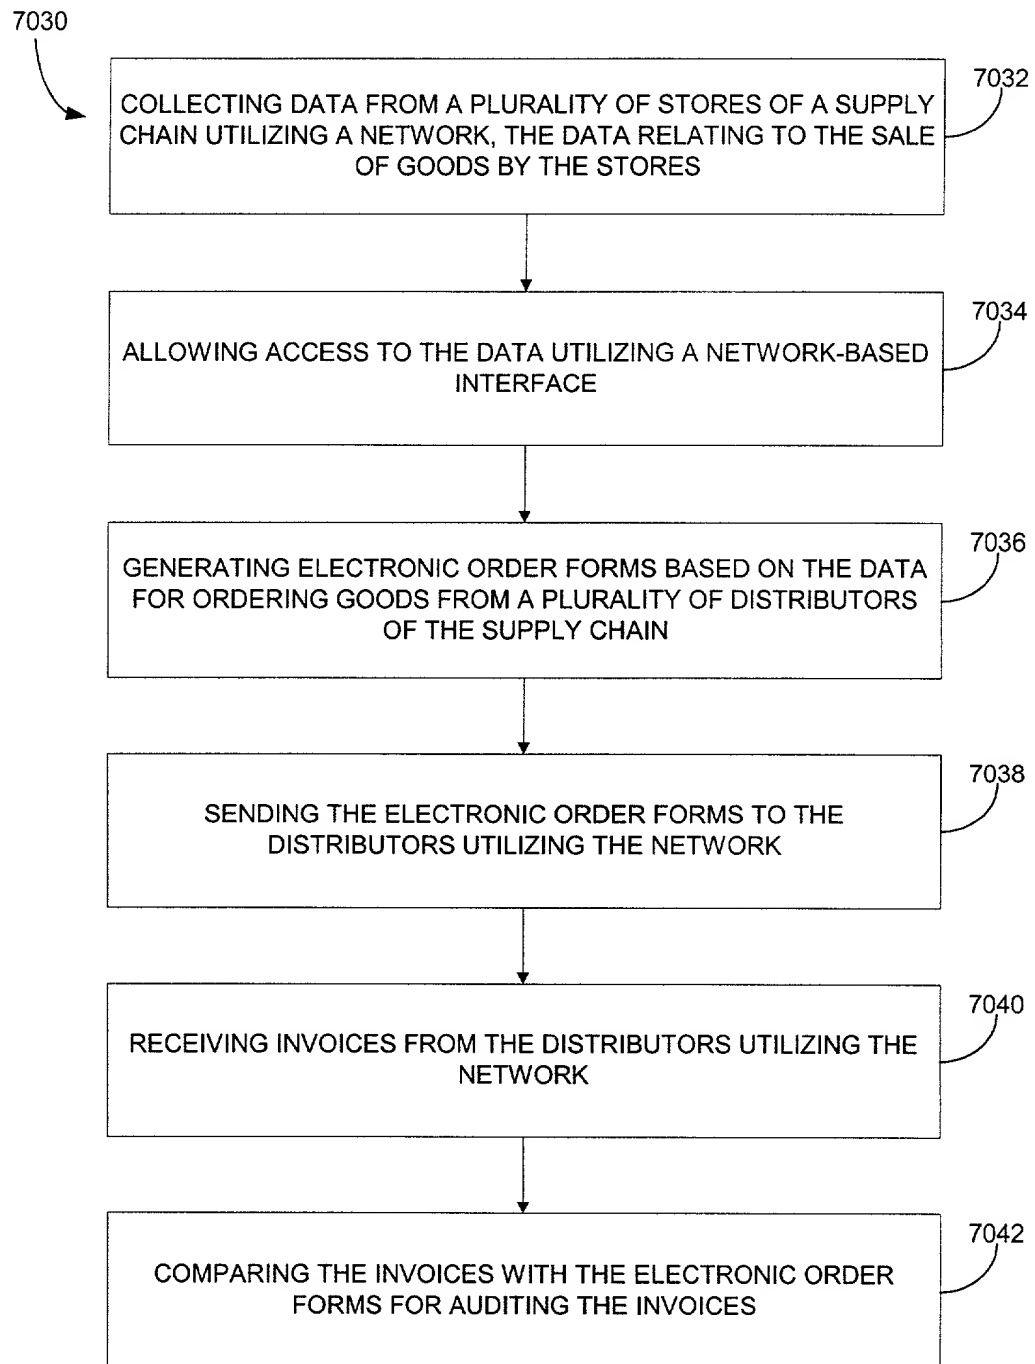 7030
7032
COLLECTING DATA FROM A PLURALITY OF STORES OF A SUPPLY
CHAIN UTILIZING A NETWORK, THE DATA RELATING TO THE SALE
OF GOODS BY THE STORES
7034
ALLOWING ACCESS TO THE DATA UTILIZING A NETWORK-BASED
INTERFACE
7036
GENERATING ELECTRONIC ORDER FORMS BASED ON THE DATA
FOR ORDERING GOODS FROM A PLURALITY OF DISTRIBUTORS
OF THE SUPPLY CHAIN
7038
SENDING THE ELECTRONIC ORDER FORMS TO THE
DISTRIBUTORS UTILIZING THE NETWORK
7040
RECEIVING INVOICES FROM THE DISTRIBUTORS UTILIZING THE
NETWORK
7042
COMPARING THE INVOICES WITH THE ELECTRONIC ORDER
FORMS FOR AUDITING THE INVOICES